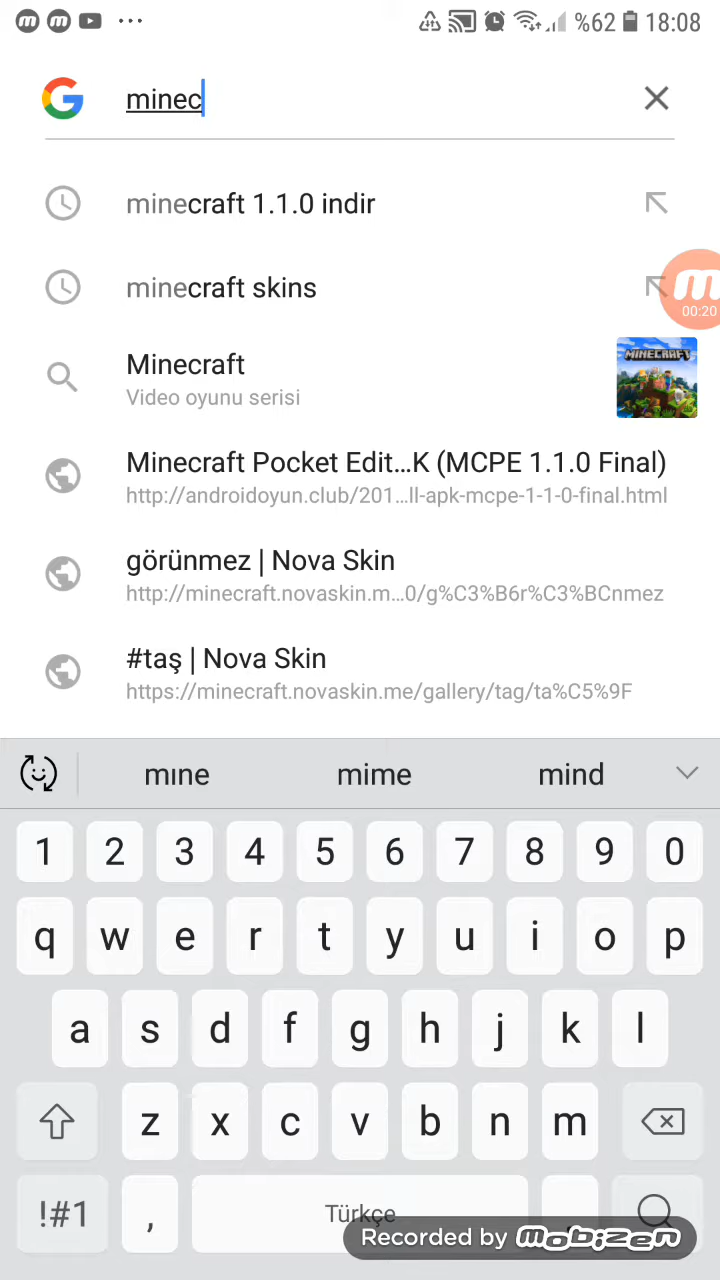 %62 18:08
minec
minecraft 1.1.0 indir
minecraft skins
00:20
Minecraft
Video oyunu serisi
MINECRAFT
Minecraft Pocket Edit...K (MCPE 1.1.0 Final)
http://androidoyun.club/201...ll-apk-mcpe-1-1-0-final.html
görünmez | Nova Skin
http://minecraft.novaskin.m...0/g%C3%B6r%C3%BCnmez
#taş | Nova Skin
https://minecraft.novaskin.me/gallery/tag/ta%C5%9F
mıne mime mind
1 2 3 4 5 6 7 8 9 0
q w e r t y u i o p
a s d f g h j k l
z x c v b n m
!#1 , Türkçe
Recorded by mobizen